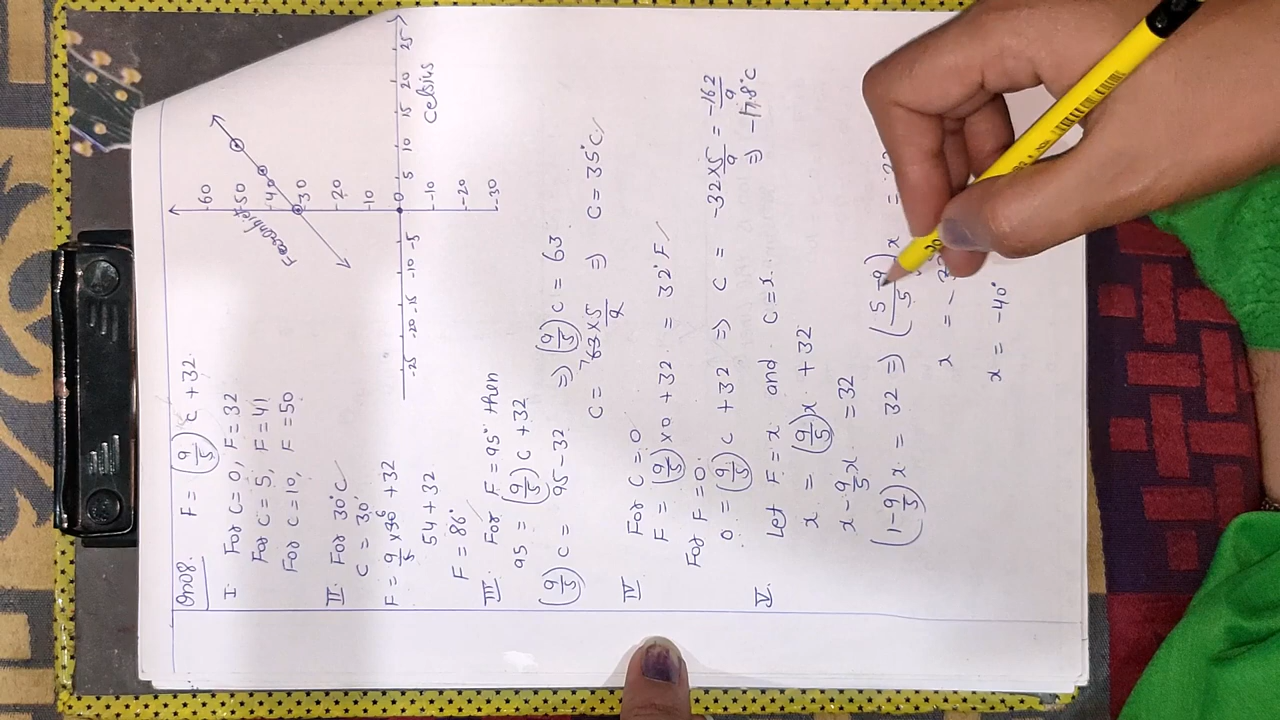 Ans8. F = (9/5) C + 32.
I For C = 0, F = 32
For C = 5, F = 41
For C = 10, F = 50
60
50
40
30
20
10
0
-10
-20
-30
-25 -20 -15 -10 -5 5 10 15 20 25
Celsius
II. For 30°C
C = 30°
F = 9/5 × 30 6 + 32
54 + 32
F = 86°
III. For F = 95° then
95 = (9/5) C + 32
(9/5) C = 95 - 32 ⇒ (9/5) C = 63
C = 63 × 5/9 ⇒ C = 35°C
IV For C = 0
F = (9/5) × 0 + 32 = 32°F
For F = 0.
0 = (9/5) C + 32 ⇒ C = -32 × 5/9 = -162/9
⇒ -17.8°C
V. Let F = x and C = x.
x = (9/5) x + 32
x - 9/5 x = 32
(1 - 9/5) x = 32 ⇒ (5 - 9/5) x =
x = -
x = -40°